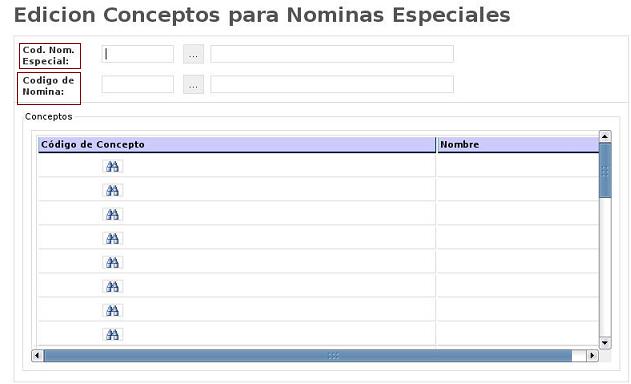 Edicion Conceptos para Nominas Especiales
Cod. Nom.
Especial:
...
Codigo de
Nomina:
...
Conceptos
Código de Concepto Nombre